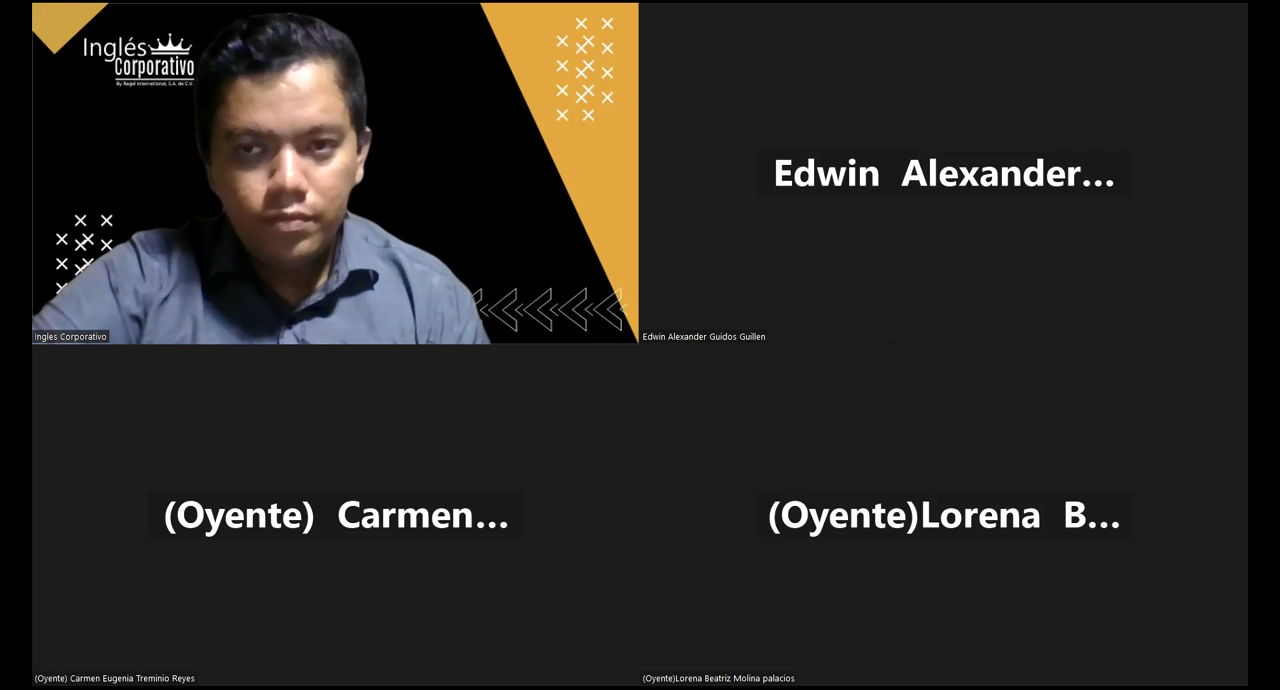 Inglés
Corporativo
By Regal International, S.A. de C.V.
Ingles Corporativo
Edwin Alexander...
Edwin Alexander Guidos Guillen
(Oyente) Carmen...
(Oyente) Carmen Eugenia Treminio Reyes
(Oyente)Lorena B...
(Oyente)Lorena Beatriz Molina palacios